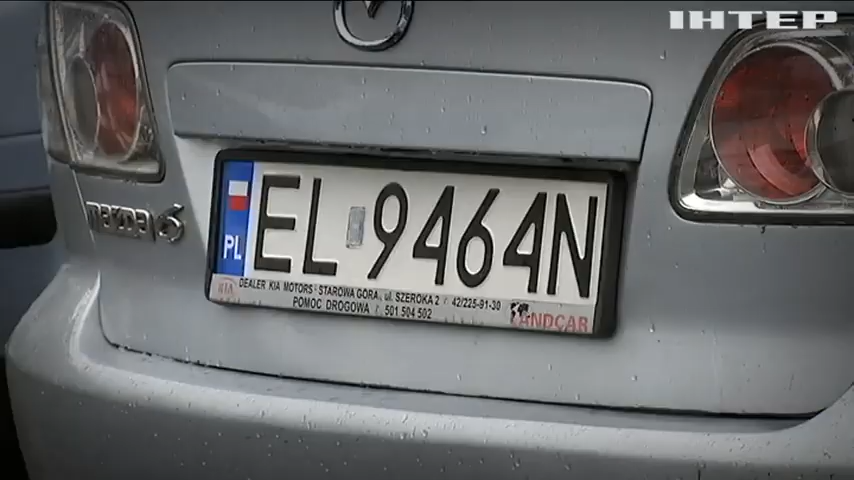 ІНТЕР
mazda 6
PL EL 9464N
KIA DEALER KIA MOTORS - STAROWA GÓRA, ul. SZEROKA 2 t. 42/225-91-30
POMOC DROGOWA t. 501 504 502
LANDCAR